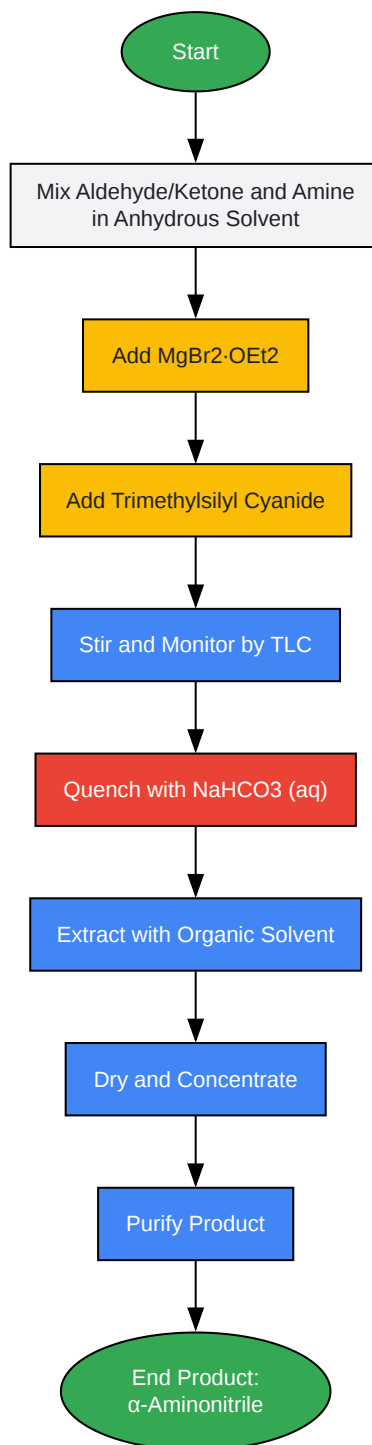 Start
Mix Aldehyde/Ketone and Amine
in Anhydrous Solvent
Add MgBr2·OEt2
Add Trimethylsilyl Cyanide
Stir and Monitor by TLC
Quench with NaHCO3 (aq)
Extract with Organic Solvent
Dry and Concentrate
Purify Product
End Product:
α-Aminonitrile